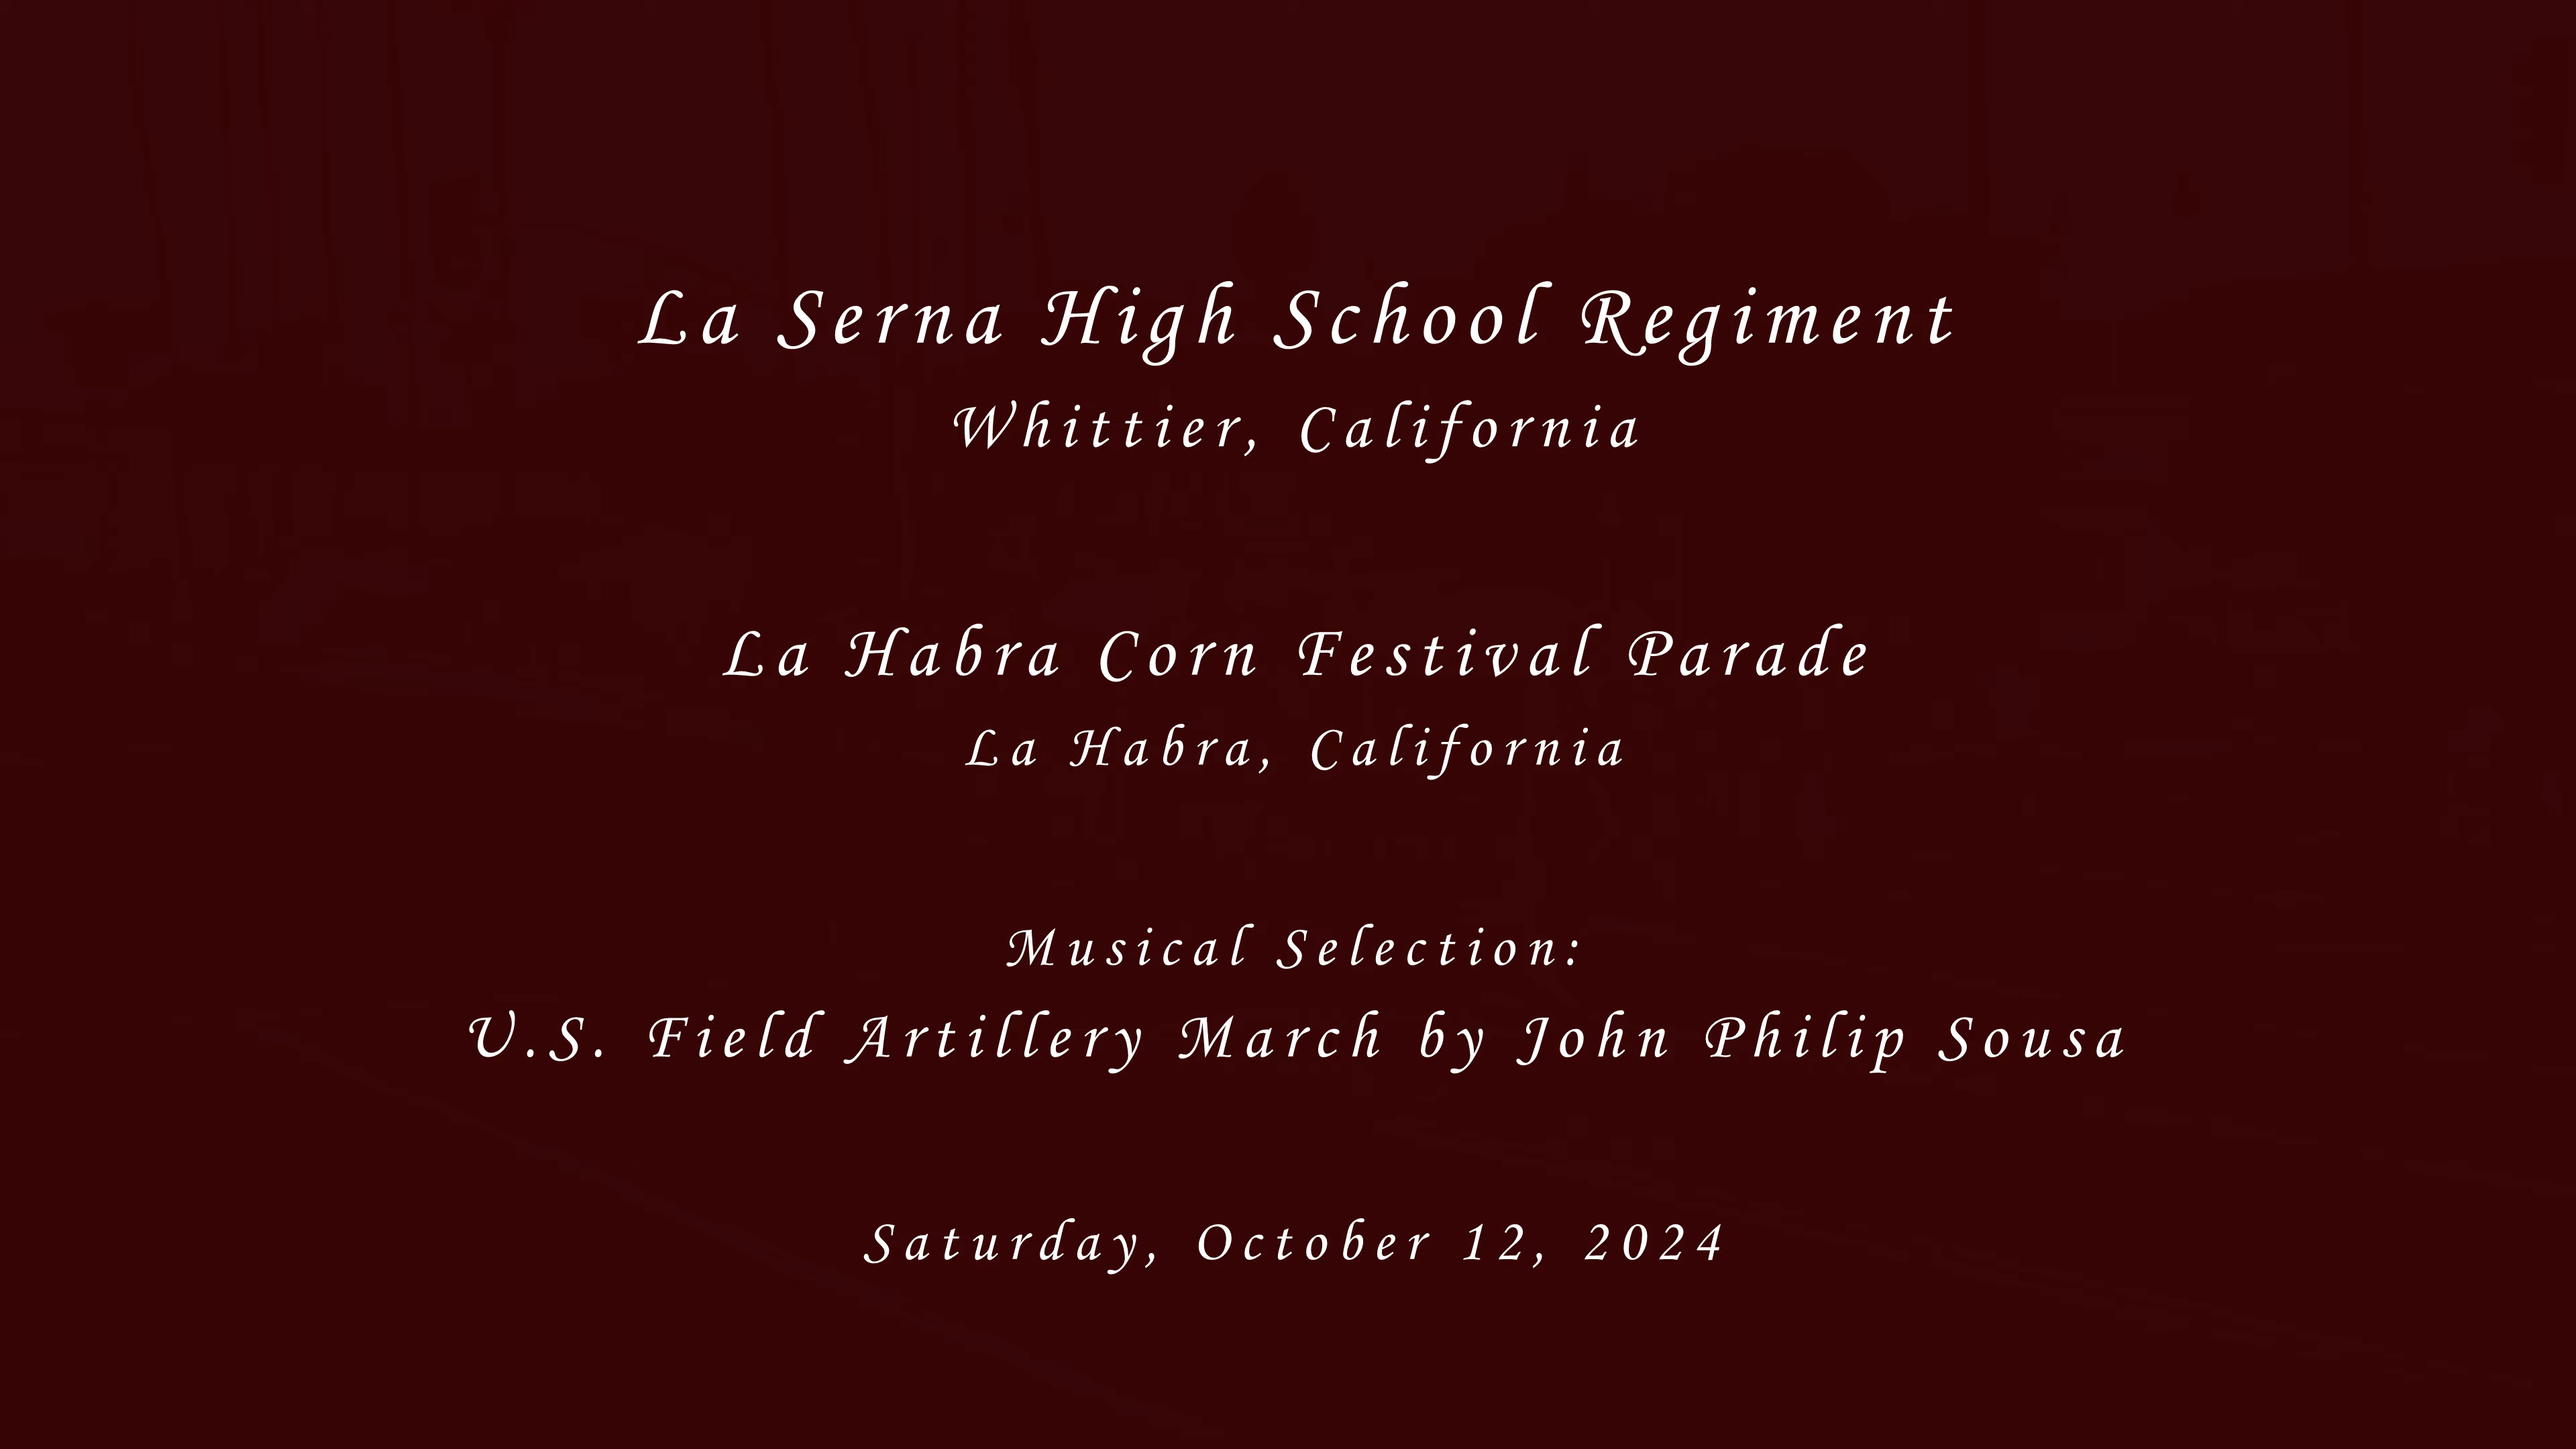 La Serna High School Regiment
Whittier, California
La Habra Corn Festival Parade
La Habra, California
Musical Selection:
U.S. Field Artillery March by John Philip Sousa
Saturday, October 12, 2024